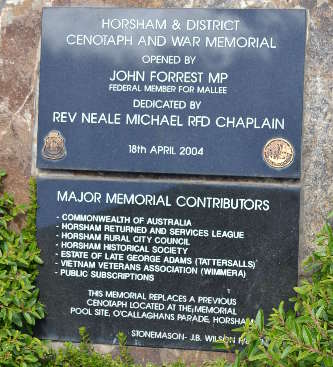 HORSHAM & DISTRICT
CENOTAPH AND WAR MEMORIAL
OPENED BY
JOHN FORREST MP
FEDERAL MEMBER FOR MALLEE
DEDICATED BY
REV NEALE MICHAEL RFD CHAPLAIN
18th APRIL 2004
MAJOR MEMORIAL CONTRIBUTORS
- COMMONWEALTH OF AUSTRALIA
- HORSHAM RETURNED AND SERVICES LEAGUE
- HORSHAM RURAL CITY COUNCIL
- HORSHAM HISTORICAL SOCIETY
- ESTATE OF LATE GEORGE ADAMS (TATTERSALLS)
- VIETNAM VETERANS ASSOCIATION (WIMMERA)
- PUBLIC SUBSCRIPTIONS
THIS MEMORIAL REPLACES A PREVIOUS
CENOTAPH LOCATED AT THE MEMORIAL
POOL SITE, O'CALLAGHANS PARADE, HORSHAM
STONEMASON- J.B. WILSON